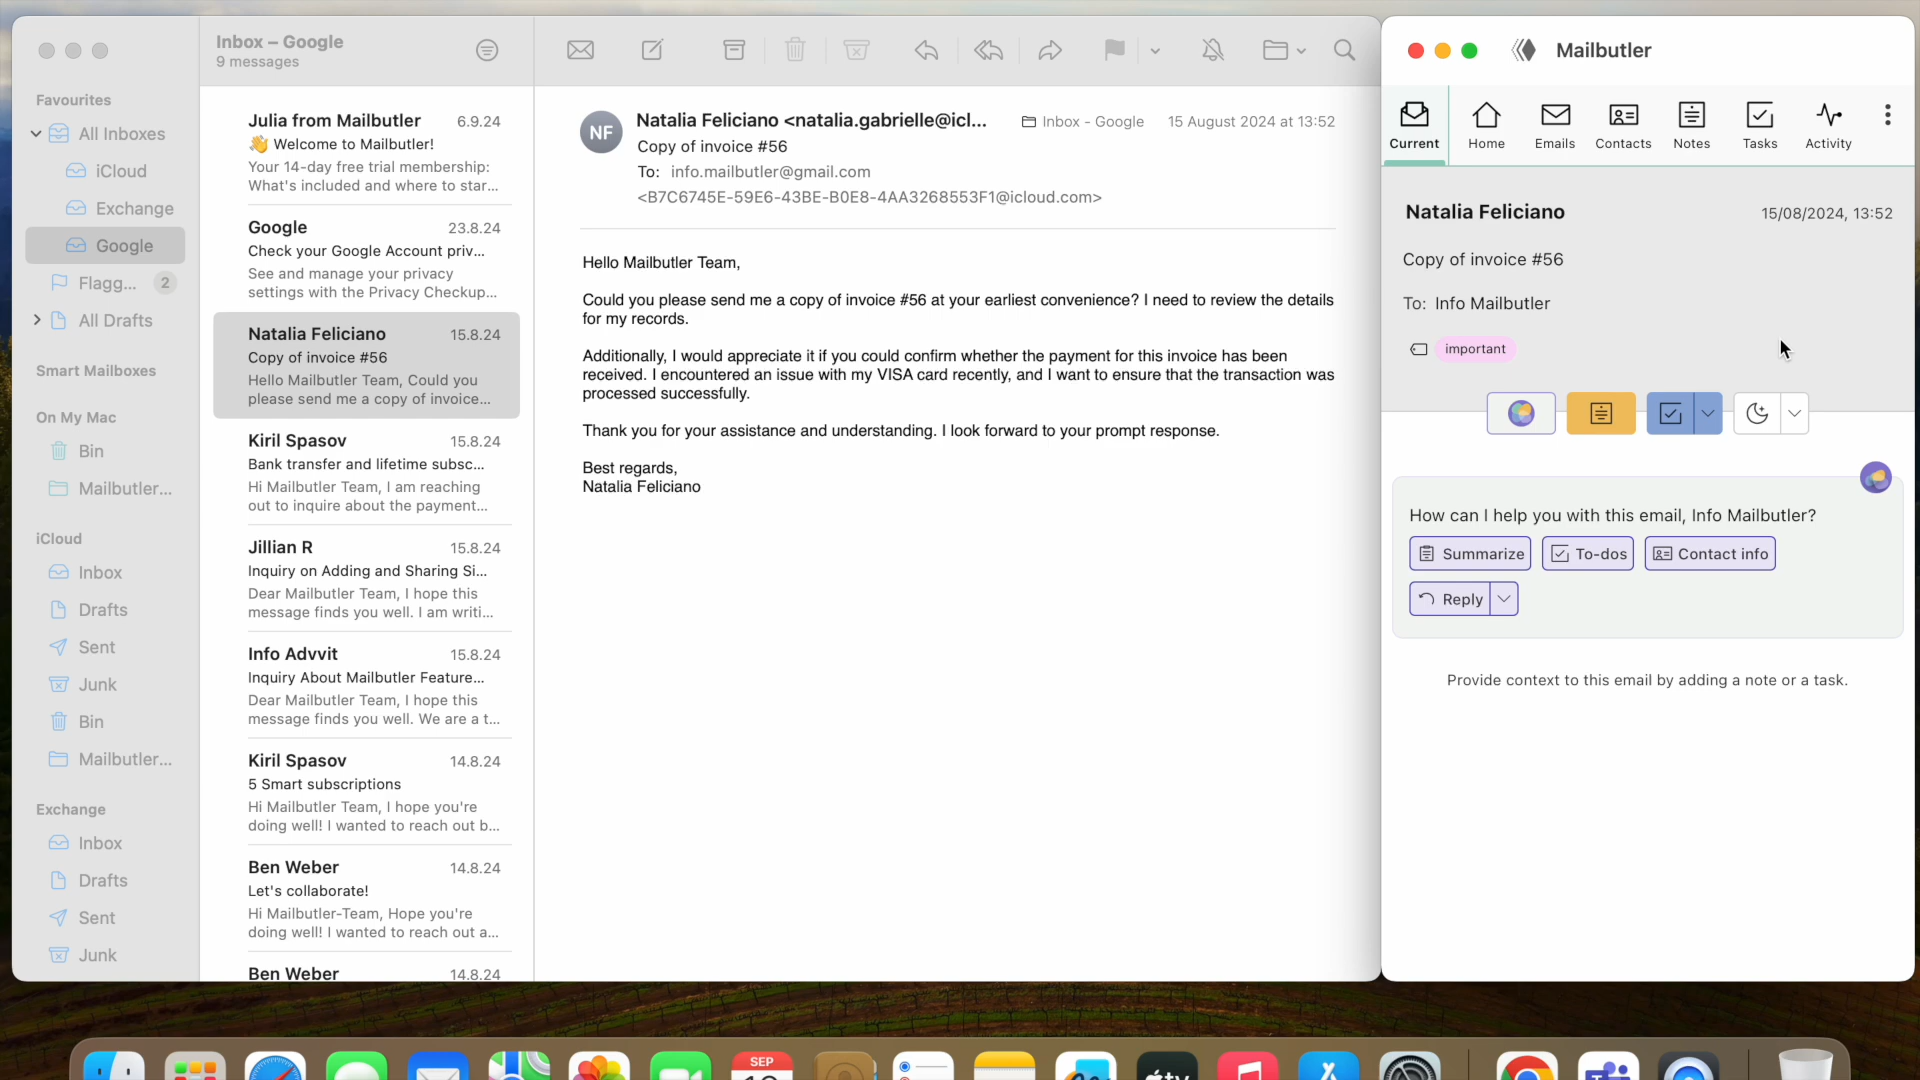 Favourites
All Inboxes
iCloud
Exchange
Google
Flagg... 2
All Drafts
Smart Mailboxes
On My Mac
Bin
Mailbutler...
iCloud
Inbox
Drafts
Sent
Junk
Bin
Mailbutler...
Exchange
Inbox
Drafts
Sent
Junk
Inbox – Google
9 messages
Julia from Mailbutler 6.9.24
👋 Welcome to Mailbutler!
Your 14-day free trial membership:
What's included and where to star...
Google 23.8.24
Check your Google Account priv...
See and manage your privacy
settings with the Privacy Checkup...
Natalia Feliciano 15.8.24
Copy of invoice #56
Hello Mailbutler Team, Could you
please send me a copy of invoice...
Kiril Spasov 15.8.24
Bank transfer and lifetime subsc...
Hi Mailbutler Team, I am reaching
out to inquire about the payment...
Jillian R 15.8.24
Inquiry on Adding and Sharing Si...
Dear Mailbutler Team, I hope this
message finds you well. I am writi...
Info Advvit 15.8.24
Inquiry About Mailbutler Feature...
Dear Mailbutler Team, I hope this
message finds you well. We are a t...
Kiril Spasov 14.8.24
5 Smart subscriptions
Hi Mailbutler Team, I hope you're
doing well! I wanted to reach out b...
Ben Weber 14.8.24
Let's collaborate!
Hi Mailbutler-Team, Hope you're
doing well! I wanted to reach out a...
Ben Weber 14.8.24
NF
Natalia Feliciano <natalia.gabrielle@icl... Inbox - Google 15 August 2024 at 13:52
Copy of invoice #56
To: info.mailbutler@gmail.com
<B7C6745E-59E6-43BE-B0E8-4AA3268553F1@icloud.com>
Hello Mailbutler Team,
Could you please send me a copy of invoice #56 at your earliest convenience? I need to review the details
for my records.
Additionally, I would appreciate it if you could confirm whether the payment for this invoice has been
received. I encountered an issue with my VISA card recently, and I want to ensure that the transaction was
processed successfully.
Thank you for your assistance and understanding. I look forward to your prompt response.
Best regards,
Natalia Feliciano
Mailbutler
Current Home Emails Contacts Notes Tasks Activity
Natalia Feliciano 15/08/2024, 13:52
Copy of invoice #56
To: Info Mailbutler
important
How can I help you with this email, Info Mailbutler?
Summarize To-dos Contact info
Reply
Provide context to this email by adding a note or a task.
SEP
tv